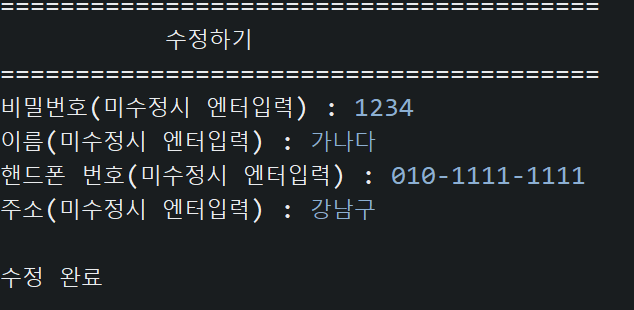 ========================================
수정하기
========================================
비밀번호(미수정시 엔터입력) : 1234
이름(미수정시 엔터입력) : 가나다
핸드폰 번호(미수정시 엔터입력) : 010-1111-1111
주소(미수정시 엔터입력) : 강남구
수정 완료